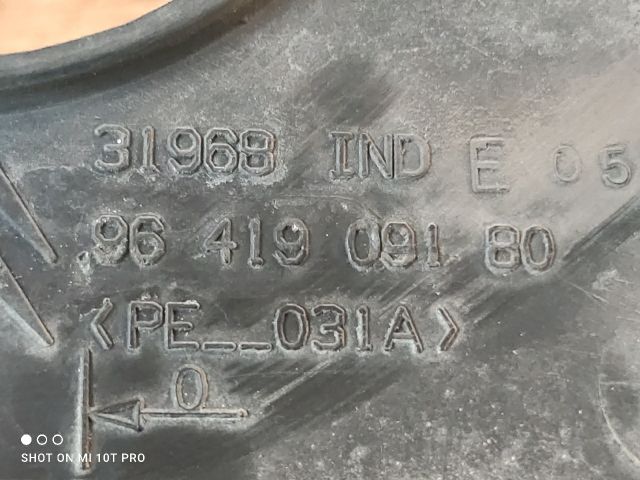 31968 IND E 05
96 419 091 80
<PE__031A>
0
SHOT ON MI 10T PRO